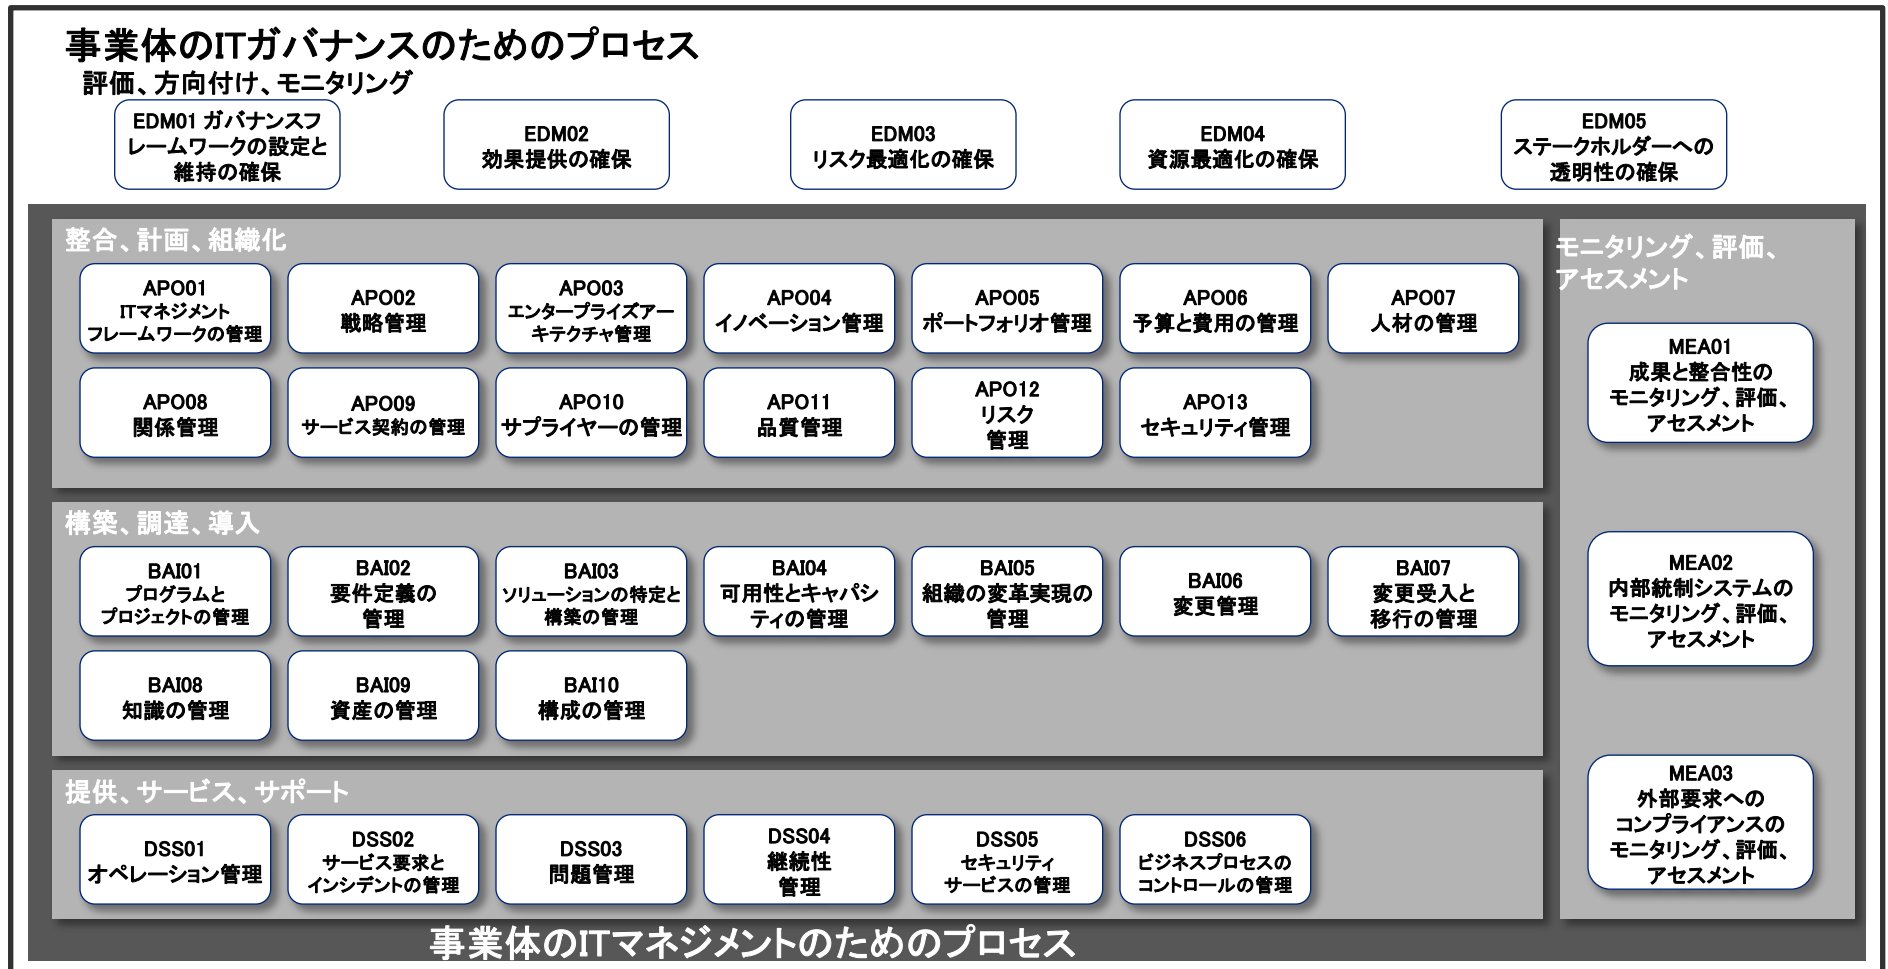 事業体のITガバナンスのためのプロセス
評価、方向付け、モニタリング
EDM01 ガバナンスフ
レームワークの設定と
維持の確保
EDM02
効果提供の確保
EDM03
リスク最適化の確保
EDM04
資源最適化の確保
EDM05
ステークホルダーへの
透明性の確保
整合、計画、組織化
APO01
ITマネジメント
フレームワークの管理
APO02
戦略管理
APO03
エンタープライズアー
キテクチャ管理
APO04
イノベーション管理
APO05
ポートフォリオ管理
APO06
予算と費用の管理
APO07
人材の管理
APO08
関係管理
APO09
サービス契約の管理
APO10
サプライヤーの管理
APO11
品質管理
APO12
リスク
管理
APO13
セキュリティ管理
構築、調達、導入
BAI01
プログラムと
プロジェクトの管理
BAI02
要件定義の
管理
BAI03
ソリューションの特定と
構築の管理
BAI04
可用性とキャパシ
ティの管理
BAI05
組織の変革実現の
管理
BAI06
変更管理
BAI07
変更受入と
移行の管理
BAI08
知識の管理
BAI09
資産の管理
BAI10
構成の管理
提供、サービス、サポート
DSS01
オペレーション管理
DSS02
サービス要求と
インシデントの管理
DSS03
問題管理
DSS04
継続性
管理
DSS05
セキュリティ
サービスの管理
DSS06
ビジネスプロセスの
コントロールの管理
モニタリング、評価、
アセスメント
MEA01
成果と整合性の
モニタリング、評価、
アセスメント
MEA02
内部統制システムの
モニタリング、評価、
アセスメント
MEA03
外部要求への
コンプライアンスの
モニタリング、評価、
アセスメント
事業体のITマネジメントのためのプロセス